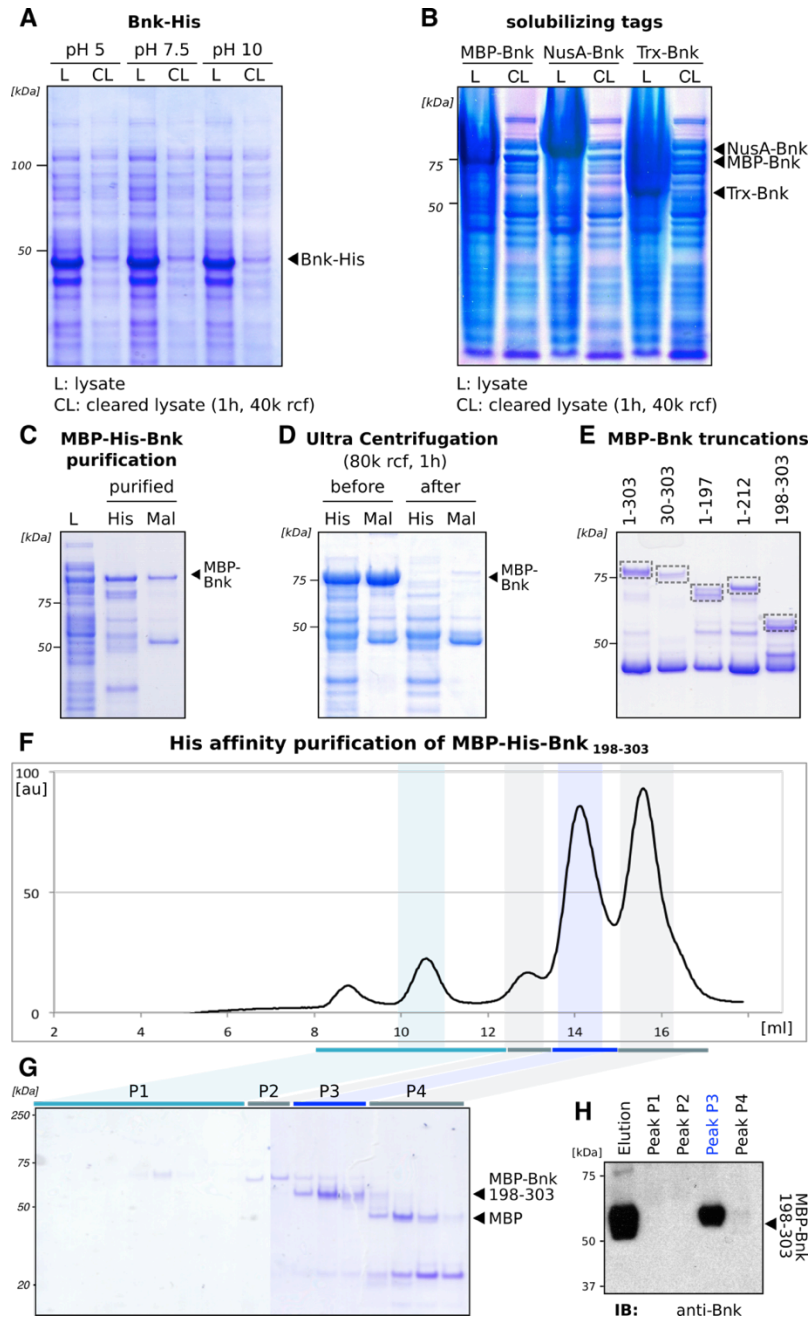 A
Bnk-His
pH 5 pH 7.5 pH 10
L CL L CL L CL
[kDa]
100
50
Bnk-His
L: lysate
CL: cleared lysate (1h, 40k rcf)
B
solubilizing tags
MBP-Bnk NusA-Bnk Trx-Bnk
L CL L CL L CL
[kDa]
75
50
NusA-Bnk
MBP-Bnk
Trx-Bnk
L: lysate
CL: cleared lysate (1h, 40k rcf)
C
MBP-His-Bnk
purification
purified
L His Mal
[kDa]
75
50
MBP-
Bnk
D
Ultra Centrifugation
(80k rcf, 1h)
before after
His Mal His Mal
[kDa]
75
50
MBP-
Bnk
E
MBP-Bnk truncations
1-303
30-303
1-197
1-212
198-303
[kDa]
75
50
F
His affinity purification of MBP-His-Bnk 198-303
100
[au]
50
0
2 4 6 8 10 12 14 16 [ml]
G
[kDa]
P1 P2 P3 P4
250
75
50
20
MBP-Bnk
198-303
MBP
H
Elution
Peak P1
Peak P2
Peak P3
Peak P4
[kDa]
75
50
37
MBP-Bnk
198-303
IB: anti-Bnk